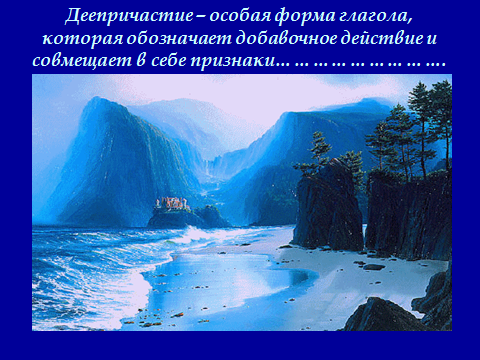 Деепричастие – особая форма глагола,
которая обозначает добавочное действие и
совмещает в себе признаки… … … … … … … … ….